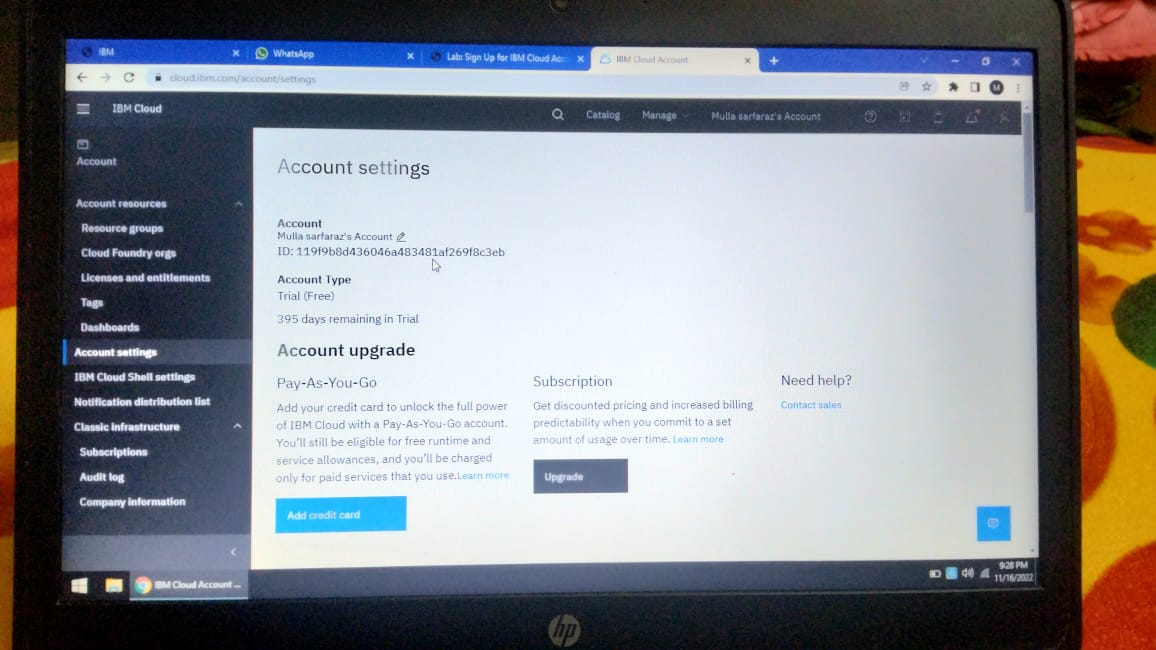 IBM
WhatsApp
Lab: Sign Up for IBM Cloud Acc
IBM Cloud Account
cloud.ibm.com/account/settings
M
IBM Cloud
Catalog
Manage
Mulla sarfaraz's Account
Account
Account resources
Resource groups
Cloud Foundry orgs
Licenses and entitlements
Tags
Dashboards
Account settings
IBM Cloud Shell settings
Notification distribution list
Classic infrastructure
Subscriptions
Audit log
Company information
Account settings
Account
Mulla sarfaraz's Account
ID: 119f9b8d436046a483481af269f8c3eb
Account Type
Trial (Free)
395 days remaining in Trial
Account upgrade
Pay-As-You-Go
Add your credit card to unlock the full power
of IBM Cloud with a Pay-As-You-Go account.
You'll still be eligible for free runtime and
service allowances, and you'll be charged
only for paid services that you use.Learn more
Add credit card
Subscription
Get discounted pricing and increased billing
predictability when you commit to a set
amount of usage over time. Learn more
Upgrade
Need help?
Contact sales
IBM Cloud Account ...
9:28 PM
11/16/2022
hp